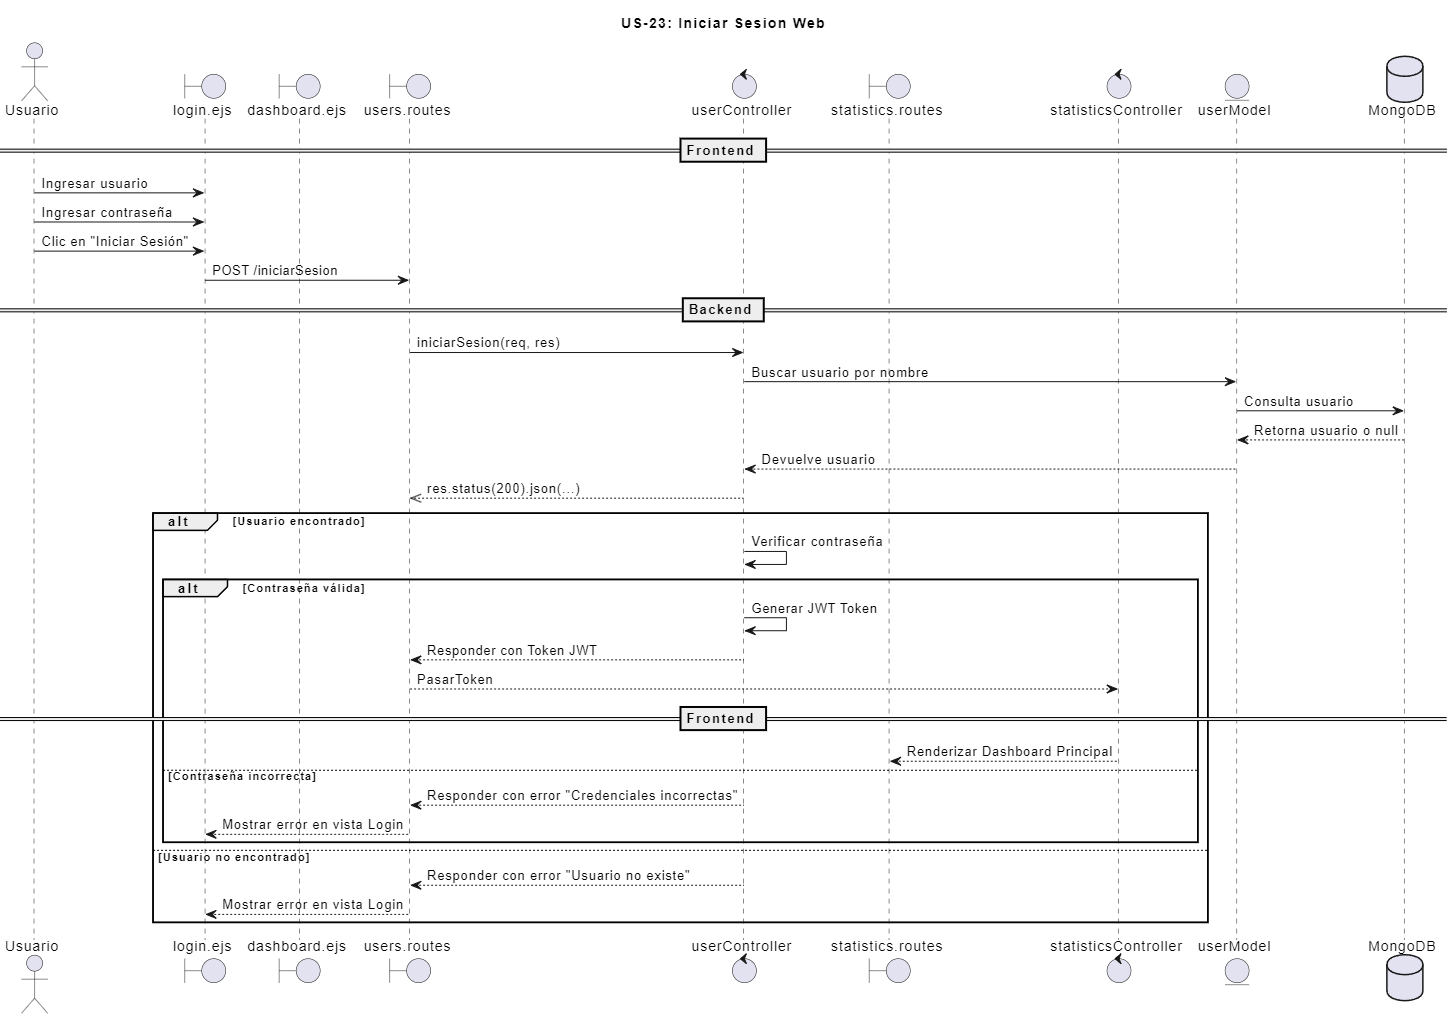 US-23: Iniciar Sesion Web
Usuario login.ejs dashboard.ejs users.routes userController statistics.routes statisticsController userModel MongoDB
Frontend
Ingresar usuario
Ingresar contraseña
Clic en "Iniciar Sesión"
POST /iniciarSesion
Backend
iniciarSesion(req, res)
Buscar usuario por nombre
Consulta usuario
Retorna usuario o null
Devuelve usuario
res.status(200).json(...)
alt [Usuario encontrado]
Verificar contraseña
alt [Contraseña válida]
Generar JWT Token
Responder con Token JWT
PasarToken
Frontend
Renderizar Dashboard Principal
[Contraseña incorrecta]
Responder con error "Credenciales incorrectas"
Mostrar error en vista Login
[Usuario no encontrado]
Responder con error "Usuario no existe"
Mostrar error en vista Login
Usuario login.ejs dashboard.ejs users.routes userController statistics.routes statisticsController userModel MongoDB